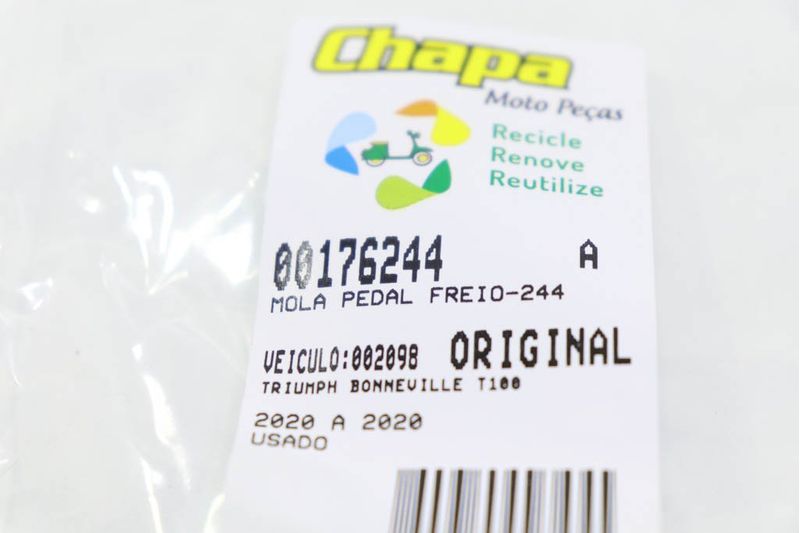 Chapa
Moto Peças
Recicle
Renove
Reutilize
00176244 A
MOLA PEDAL FREIO-244
VEICULO:002098 ORIGINAL
TRIUMPH BONNEVILLE T100
2020 A 2020
USADO